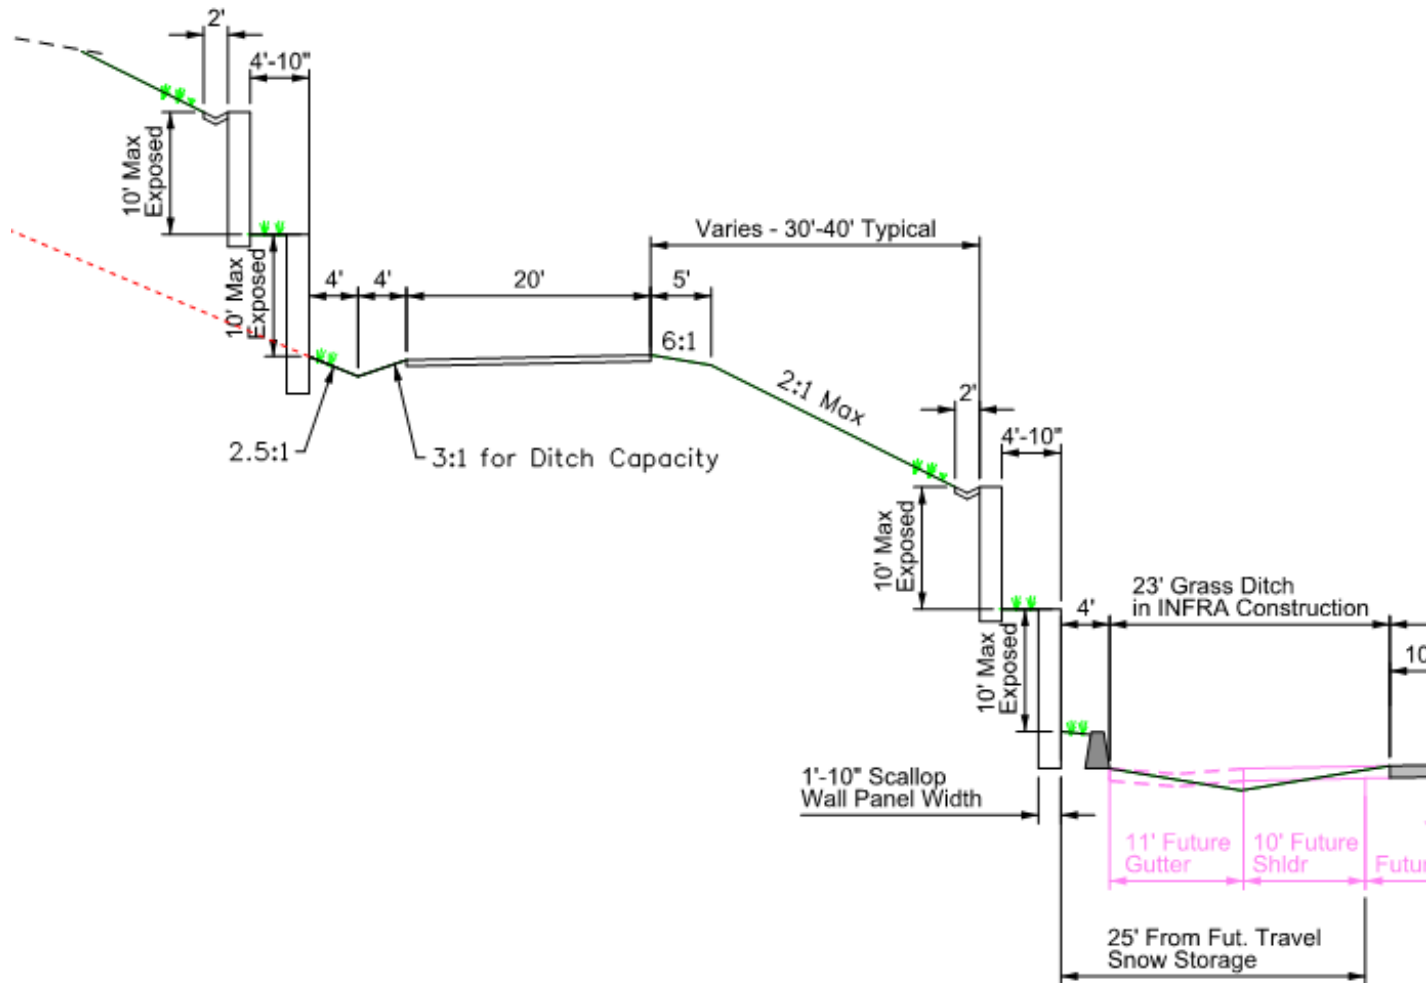 2'
4'-10"
10' Max
Exposed
Varies - 30'-40' Typical
10' Max
Exposed
4'
4'
20'
5'
6:1
2:1 Max
2.5:1
3:1 for Ditch Capacity
2'
4'-10"
10' Max
Exposed
23' Grass Ditch
in INFRA Construction
4'
10' Max
Exposed
10
1'-10" Scallop
Wall Panel Width
11' Future
Gutter
10' Future
Shldr
Futur
25' From Fut. Travel
Snow Storage